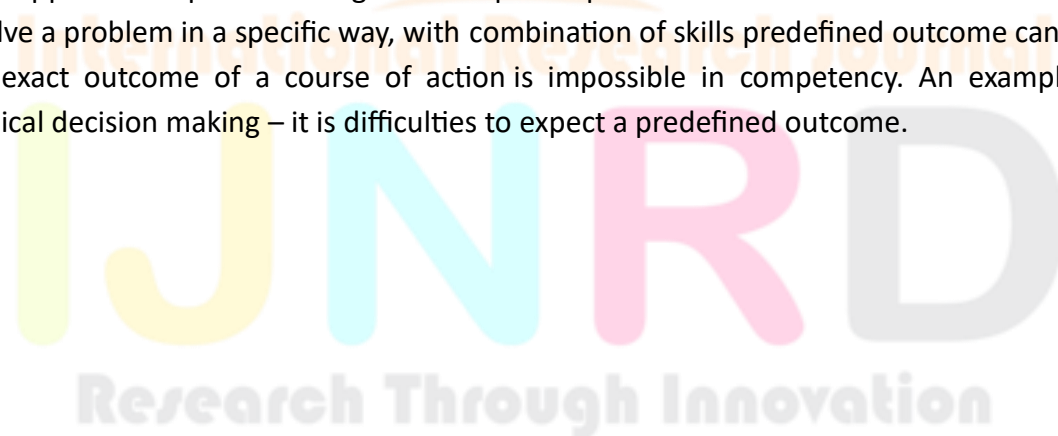 International Research Journal
lve a problem in a specific way, with combination of skills predefined outcome can
exact outcome of a course of action is impossible in competency. An exampl
ical decision making – it is difficulties to expect a predefined outcome.
IJNRD
Research Through Innovation